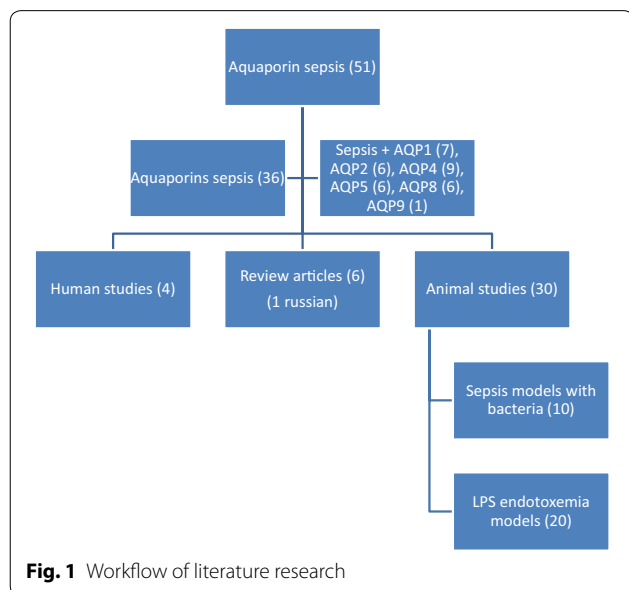 Aquaporin sepsis (51)
Aquaporins sepsis (36)
Sepsis + AQP1 (7),
AQP2 (6), AQP4 (9),
AQP5 (6), AQP8 (6),
AQP9 (1)
Human studies (4)
Review articles (6)
(1 russian)
Animal studies (30)
Sepsis models with
bacteria (10)
LPS endotoxemia
models (20)
Fig. 1 Workflow of literature research